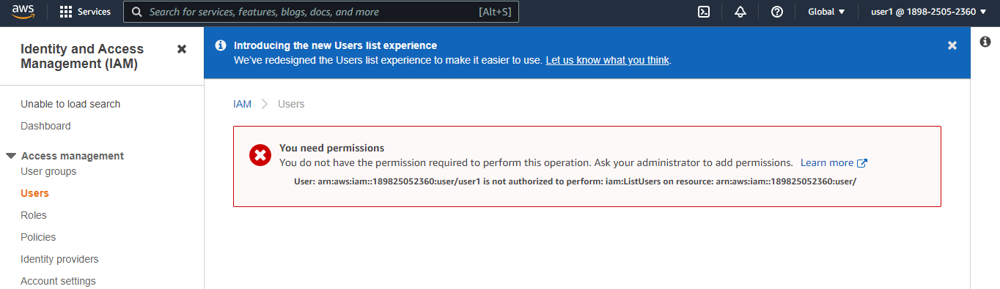 aws
Services
Search for services, features, blogs, docs, and more
[Alt+S]
Global
user1 @ 1898-2505-2360
Identity and Access
Management (IAM)
Unable to load search
Dashboard
Access management
User groups
Users
Roles
Policies
Identity providers
Account settings
Introducing the new Users list experience
We've redesigned the Users list experience to make it easier to use. Let us know what you think.
IAM > Users
You need permissions
You do not have the permission required to perform this operation. Ask your administrator to add permissions. Learn more
User: arn:aws:iam::189825052360:user/user1 is not authorized to perform: iam:ListUsers on resource: arn:aws:iam::189825052360:user/